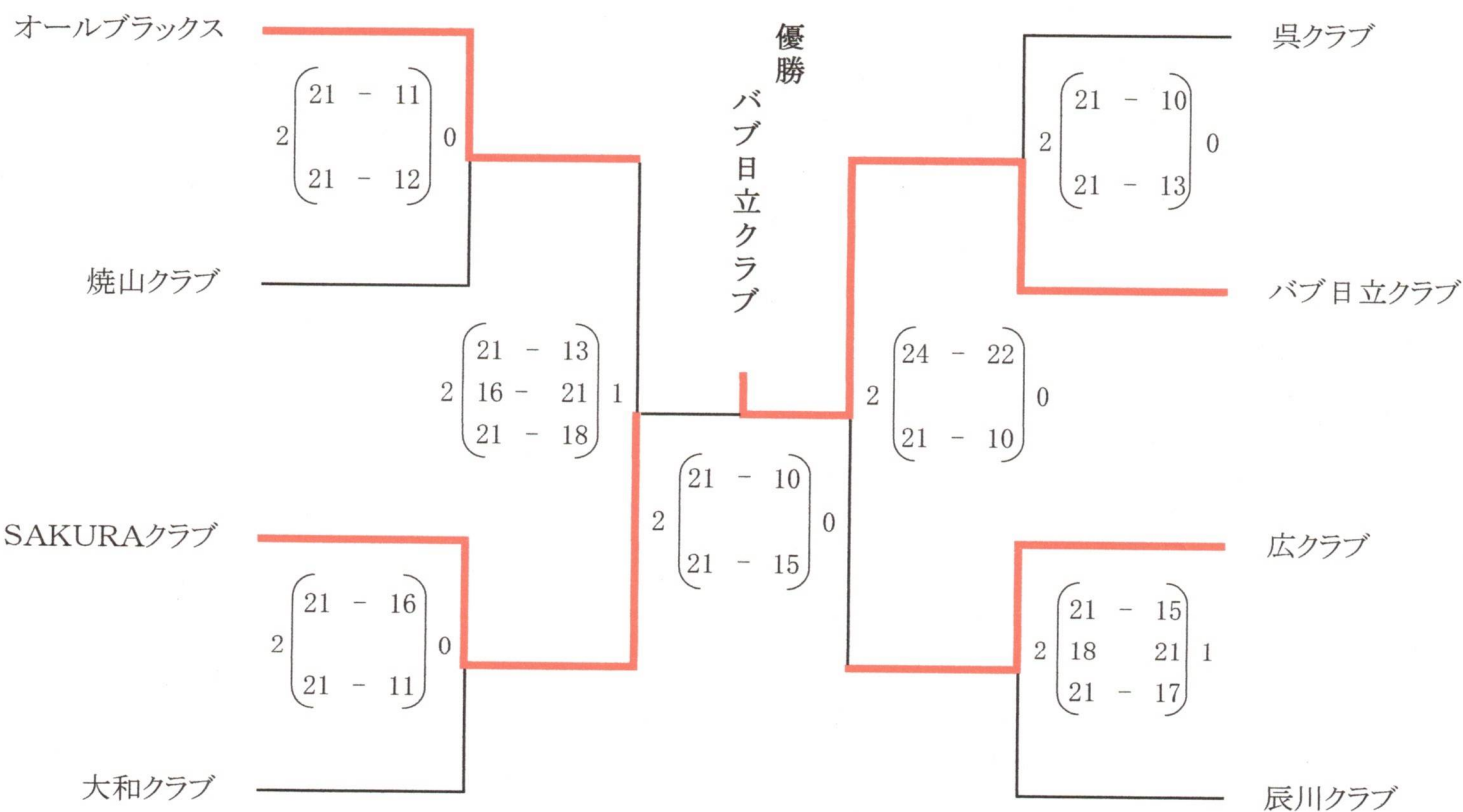 オールブラックス
2 21 - 11 0
21 - 12
焼山クラブ
2 21 - 13 1
16 - 21
21 - 18
SAKURAクラブ
2 21 - 16 0
21 - 11
大和クラブ
優勝
バブ日立クラブ
2 21 - 10 0
21 - 15
呉クラブ
2 21 - 10 0
21 - 13
バブ日立クラブ
2 24 - 22 0
21 - 10
広クラブ
2 21 - 15 1
18 21
21 - 17
辰川クラブ